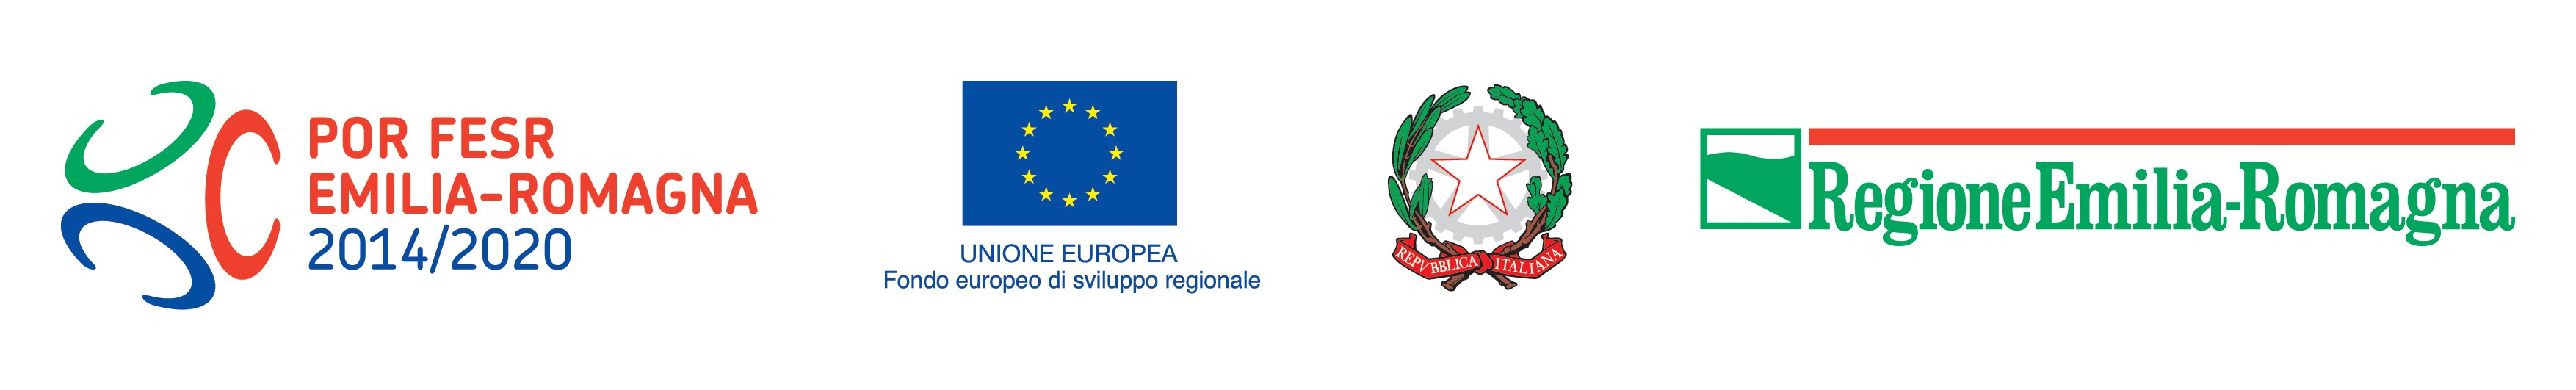 POR FESR
EMILIA-ROMAGNA
2014/2020
UNIONE EUROPEA
Fondo europeo di sviluppo regionale
REPVBBLICA ITALIANA
RegioneEmilia-Romagna